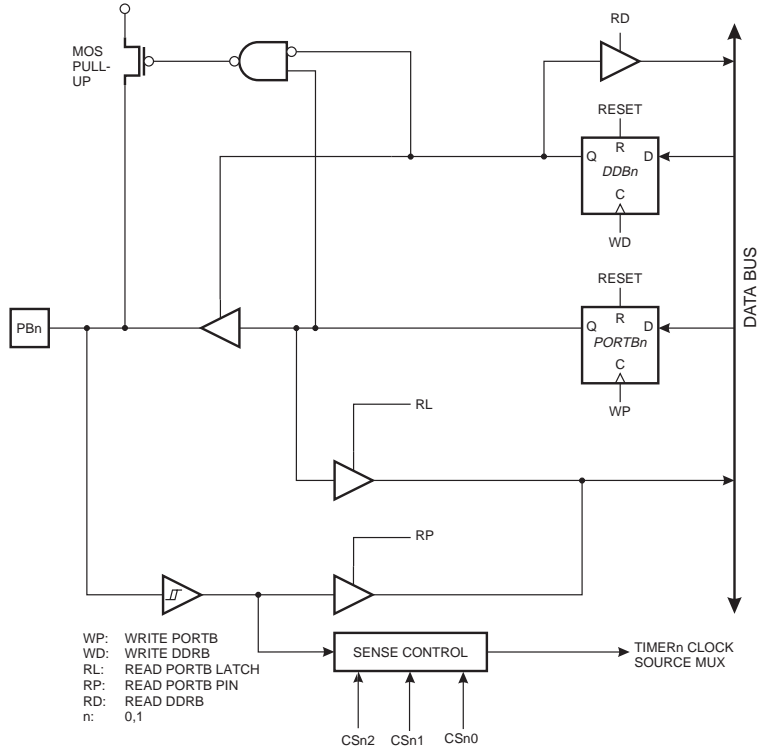 RD
MOS
PULL-
UP
RESET
R
Q
D
DDBn
C
WD
DATA BUS
RESET
R
PBn
Q
D
PORTBn
C
WP
RL
RP
WP: WRITE PORTB
WD: WRITE DDRB
RL: READ PORTB LATCH
RP: READ PORTB PIN
RD: READ DDRB
n: 0,1
SENSE CONTROL
TIMERn CLOCK
SOURCE MUX
CSn2 CSn1 CSn0